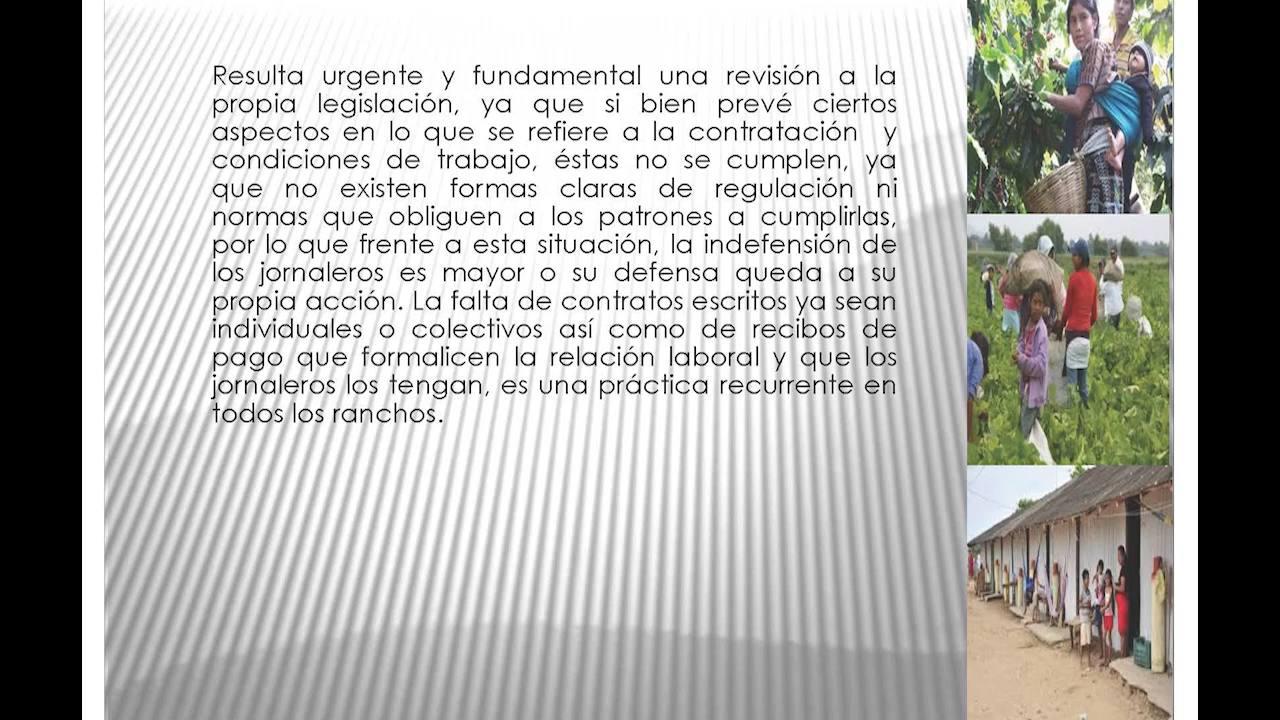 Resulta urgente y fundamental una revisión a la
propia legislación, ya que si bien prevé ciertos
aspectos en lo que se refiere a la contratación y
condiciones de trabajo, éstas no se cumplen, ya
que no existen formas claras de regulación ni
normas que obliguen a los patrones a cumplirlas,
por lo que frente a esta situación, la indefensión de
los jornaleros es mayor o su defensa queda a su
propia acción. La falta de contratos escritos ya sean
individuales o colectivos así como de recibos de
pago que formalicen la relación laboral y que los
jornaleros los tengan, es una práctica recurrente en
todos los ranchos.